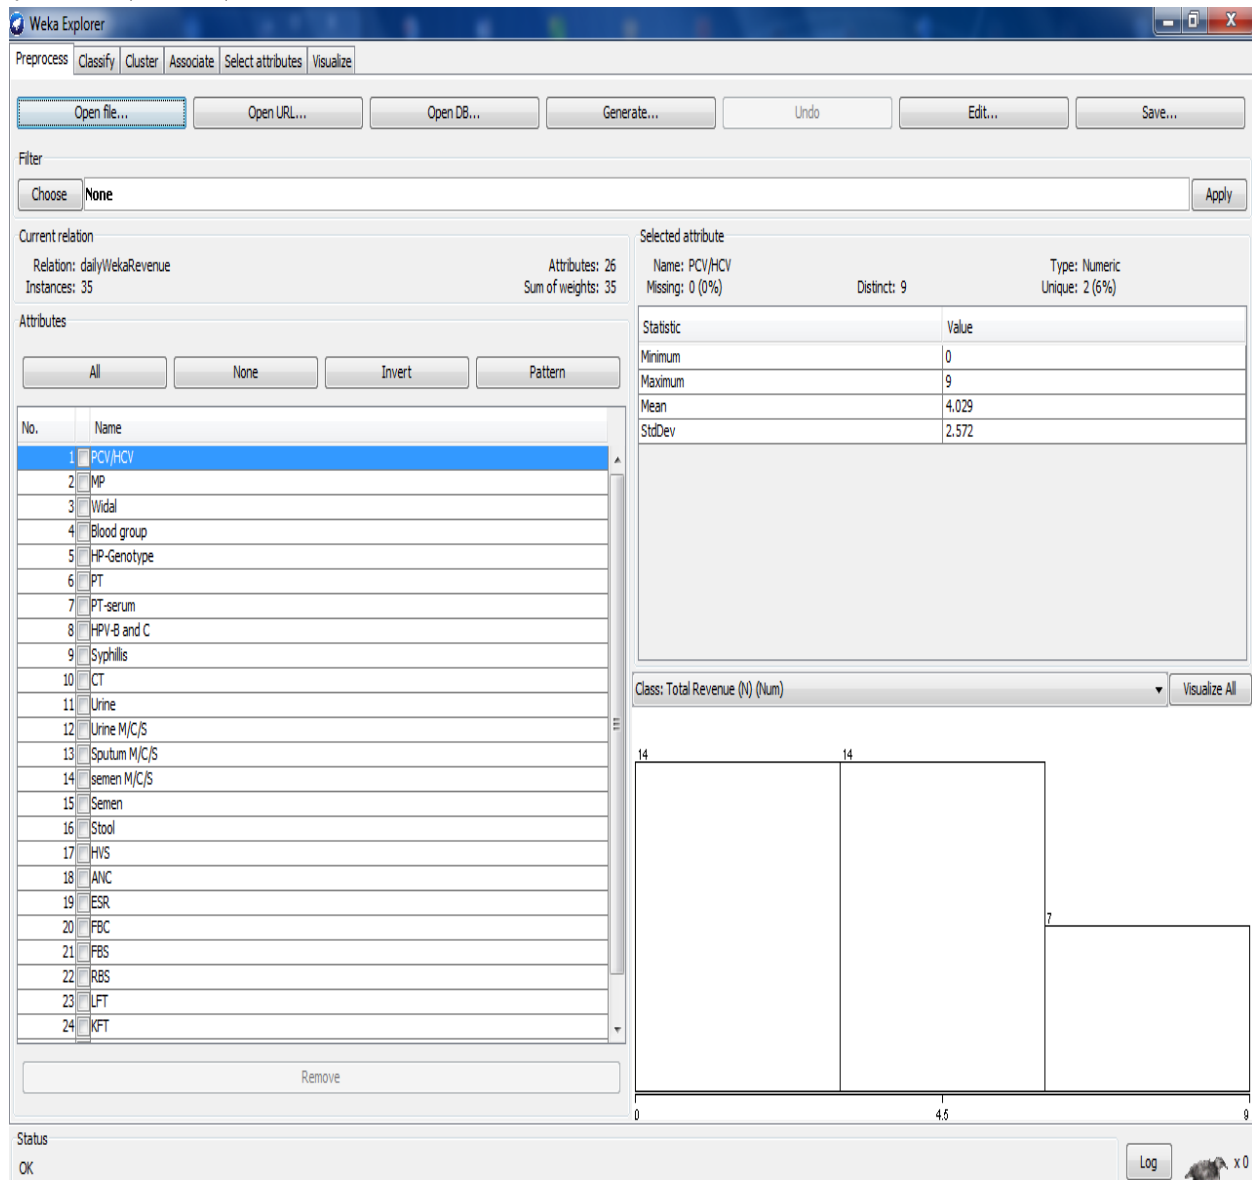 Weka Explorer
Preprocess Classify Cluster Associate Select attributes Visualize
Open file... Open URL... Open DB... Generate... Undo Edit... Save...
Filter
Choose None Apply
Current relation
Relation: dailyWekaRevenue Attributes: 26
Instances: 35 Sum of weights: 35
Selected attribute
Name: PCV/HCV Type: Numeric
Missing: 0 (0%) Distinct: 9 Unique: 2 (6%)
Attributes
All None Invert Pattern
No. Name
1 PCV/HCV
2 MP
3 Widal
4 Blood group
5 HP-Genotype
6 PT
7 PT-serum
8 HPV-B and C
9 Syphillis
10 CT
11 Urine
12 Urine M/C/S
13 Sputum M/C/S
14 semen M/C/S
15 Semen
16 Stool
17 HVS
18 ANC
19 ESR
20 FBC
21 FBS
22 RBS
23 LFT
24 KFT
Remove
Statistic Value
Minimum 0
Maximum 9
Mean 4.029
StdDev 2.572
Class: Total Revenue (N) (Num) Visualize All
14 14 7
0 4.5 9
Status
OK
Log x 0